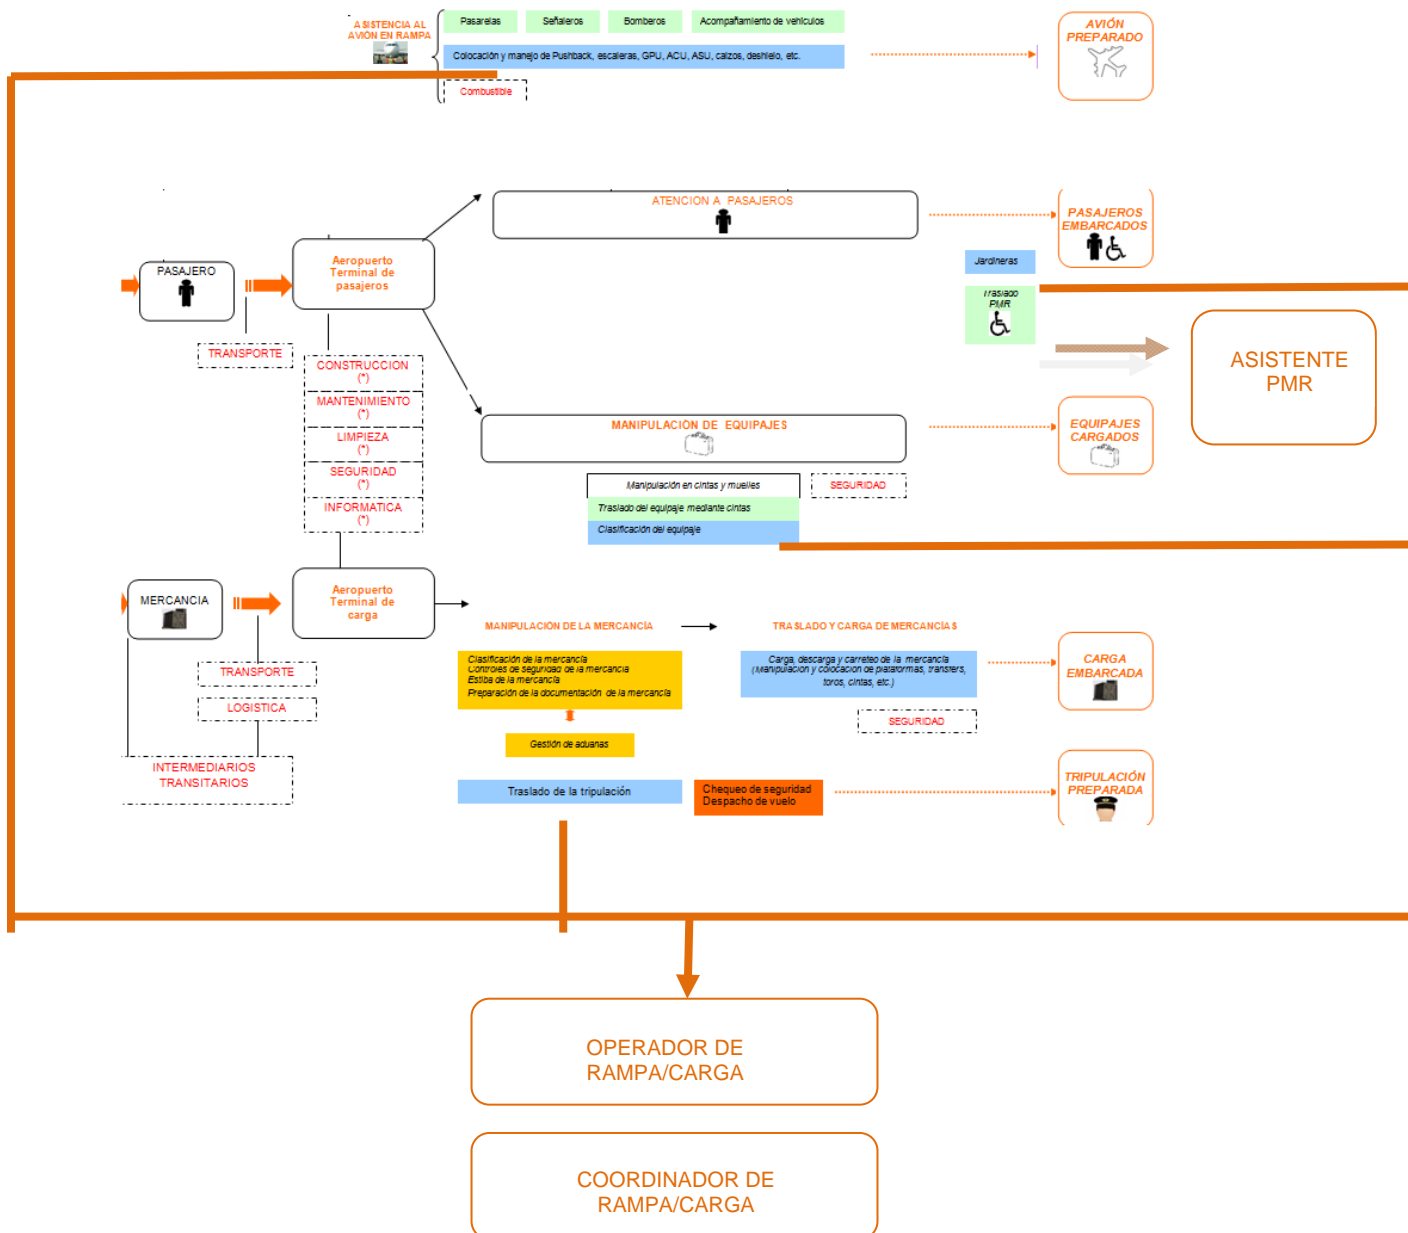 ASISTENCIA AL
AVIÓN EN RAMPA
Pasarelas
Señaleros
Bomberos
Acompañamiento de vehículos
Colocación y manejo de Pushback, escaleras, GPU, ACU, ASU, calzos, deshielo, etc.
Combustible
AVIÓN
PREPARADO
ATENCION A PASAJEROS
PASAJEROS
EMBARCADOS
PASAJERO
Aeropuerto
Terminal de
pasajeros
Jardineras
Traslado
PMR
TRANSPORTE
CONSTRUCCION
(*)
MANTENIMIENTO
(*)
LIMPIEZA
(*)
SEGURIDAD
(*)
INFORMATICA
(*)
ASISTENTE
PMR
MANIPULACIÓN DE EQUIPAJES
EQUIPAJES
CARGADOS
Manipulación en cintas y muelles
SEGURIDAD
Traslado del equipaje mediante cintas
Clasificación del equipaje
MERCANCIA
Aeropuerto
Terminal de
carga
MANIPULACIÓN DE LA MERCANCÍA
TRASLADO Y CARGA DE MERCANCÍAS
Clasificación de la mercancía
Controles de seguridad de la mercancía
Estiba de la mercancía
Preparación de la documentación de la mercancía
Carga, descarga y carreteo de la mercancía
(Manipulación y colocación de plataformas, transfers,
toros, cintas, etc.)
CARGA
EMBARCADA
TRANSPORTE
LOGISTICA
SEGURIDAD
Gestión de aduanas
INTERMEDIARIOS
TRANSITARIOS
Traslado de la tripulación
Chequeo de seguridad
Despacho de vuelo
TRIPULACIÓN
PREPARADA
OPERADOR DE
RAMPA/CARGA
COORDINADOR DE
RAMPA/CARGA